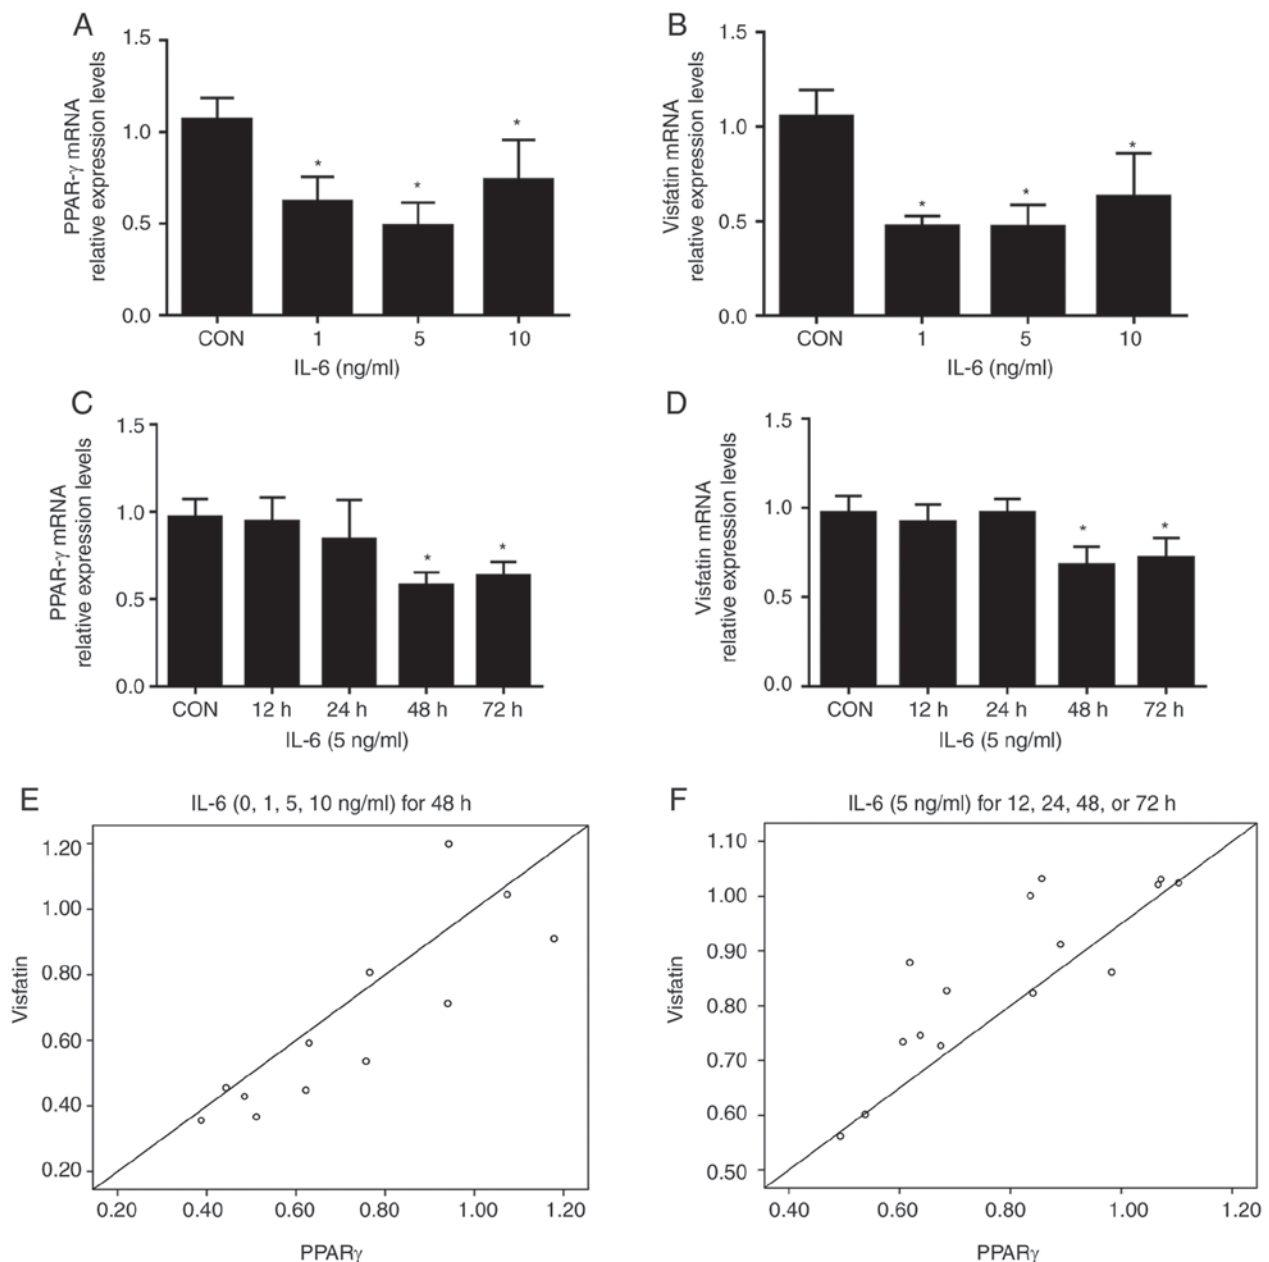 A
PPAR-γ mRNA
relative expression levels
1.5
1.0
0.5
0.0
*
*
*
CON 1 5 10
IL-6 (ng/ml)
B
Visfatin mRNA
relative expression levels
1.5
1.0
0.5
0.0
*
*
*
CON 1 5 10
IL-6 (ng/ml)
C
PPAR-γ mRNA
relative expression levels
1.5
1.0
0.5
0.0
*
*
CON 12 h 24 h 48 h 72 h
IL-6 (5 ng/ml)
D
Visfatin mRNA
relative expression levels
1.5
1.0
0.5
0.0
*
*
CON 12 h 24 h 48 h 72 h
IL-6 (5 ng/ml)
E
IL-6 (0, 1, 5, 10 ng/ml) for 48 h
Visfatin
1.20
1.00
0.80
0.60
0.40
0.20
0.20 0.40 0.60 0.80 1.00 1.20
PPARγ
F
IL-6 (5 ng/ml) for 12, 24, 48, or 72 h
Visfatin
1.10
1.00
0.90
0.80
0.70
0.60
0.50
0.40 0.60 0.80 1.00 1.20
PPARγ